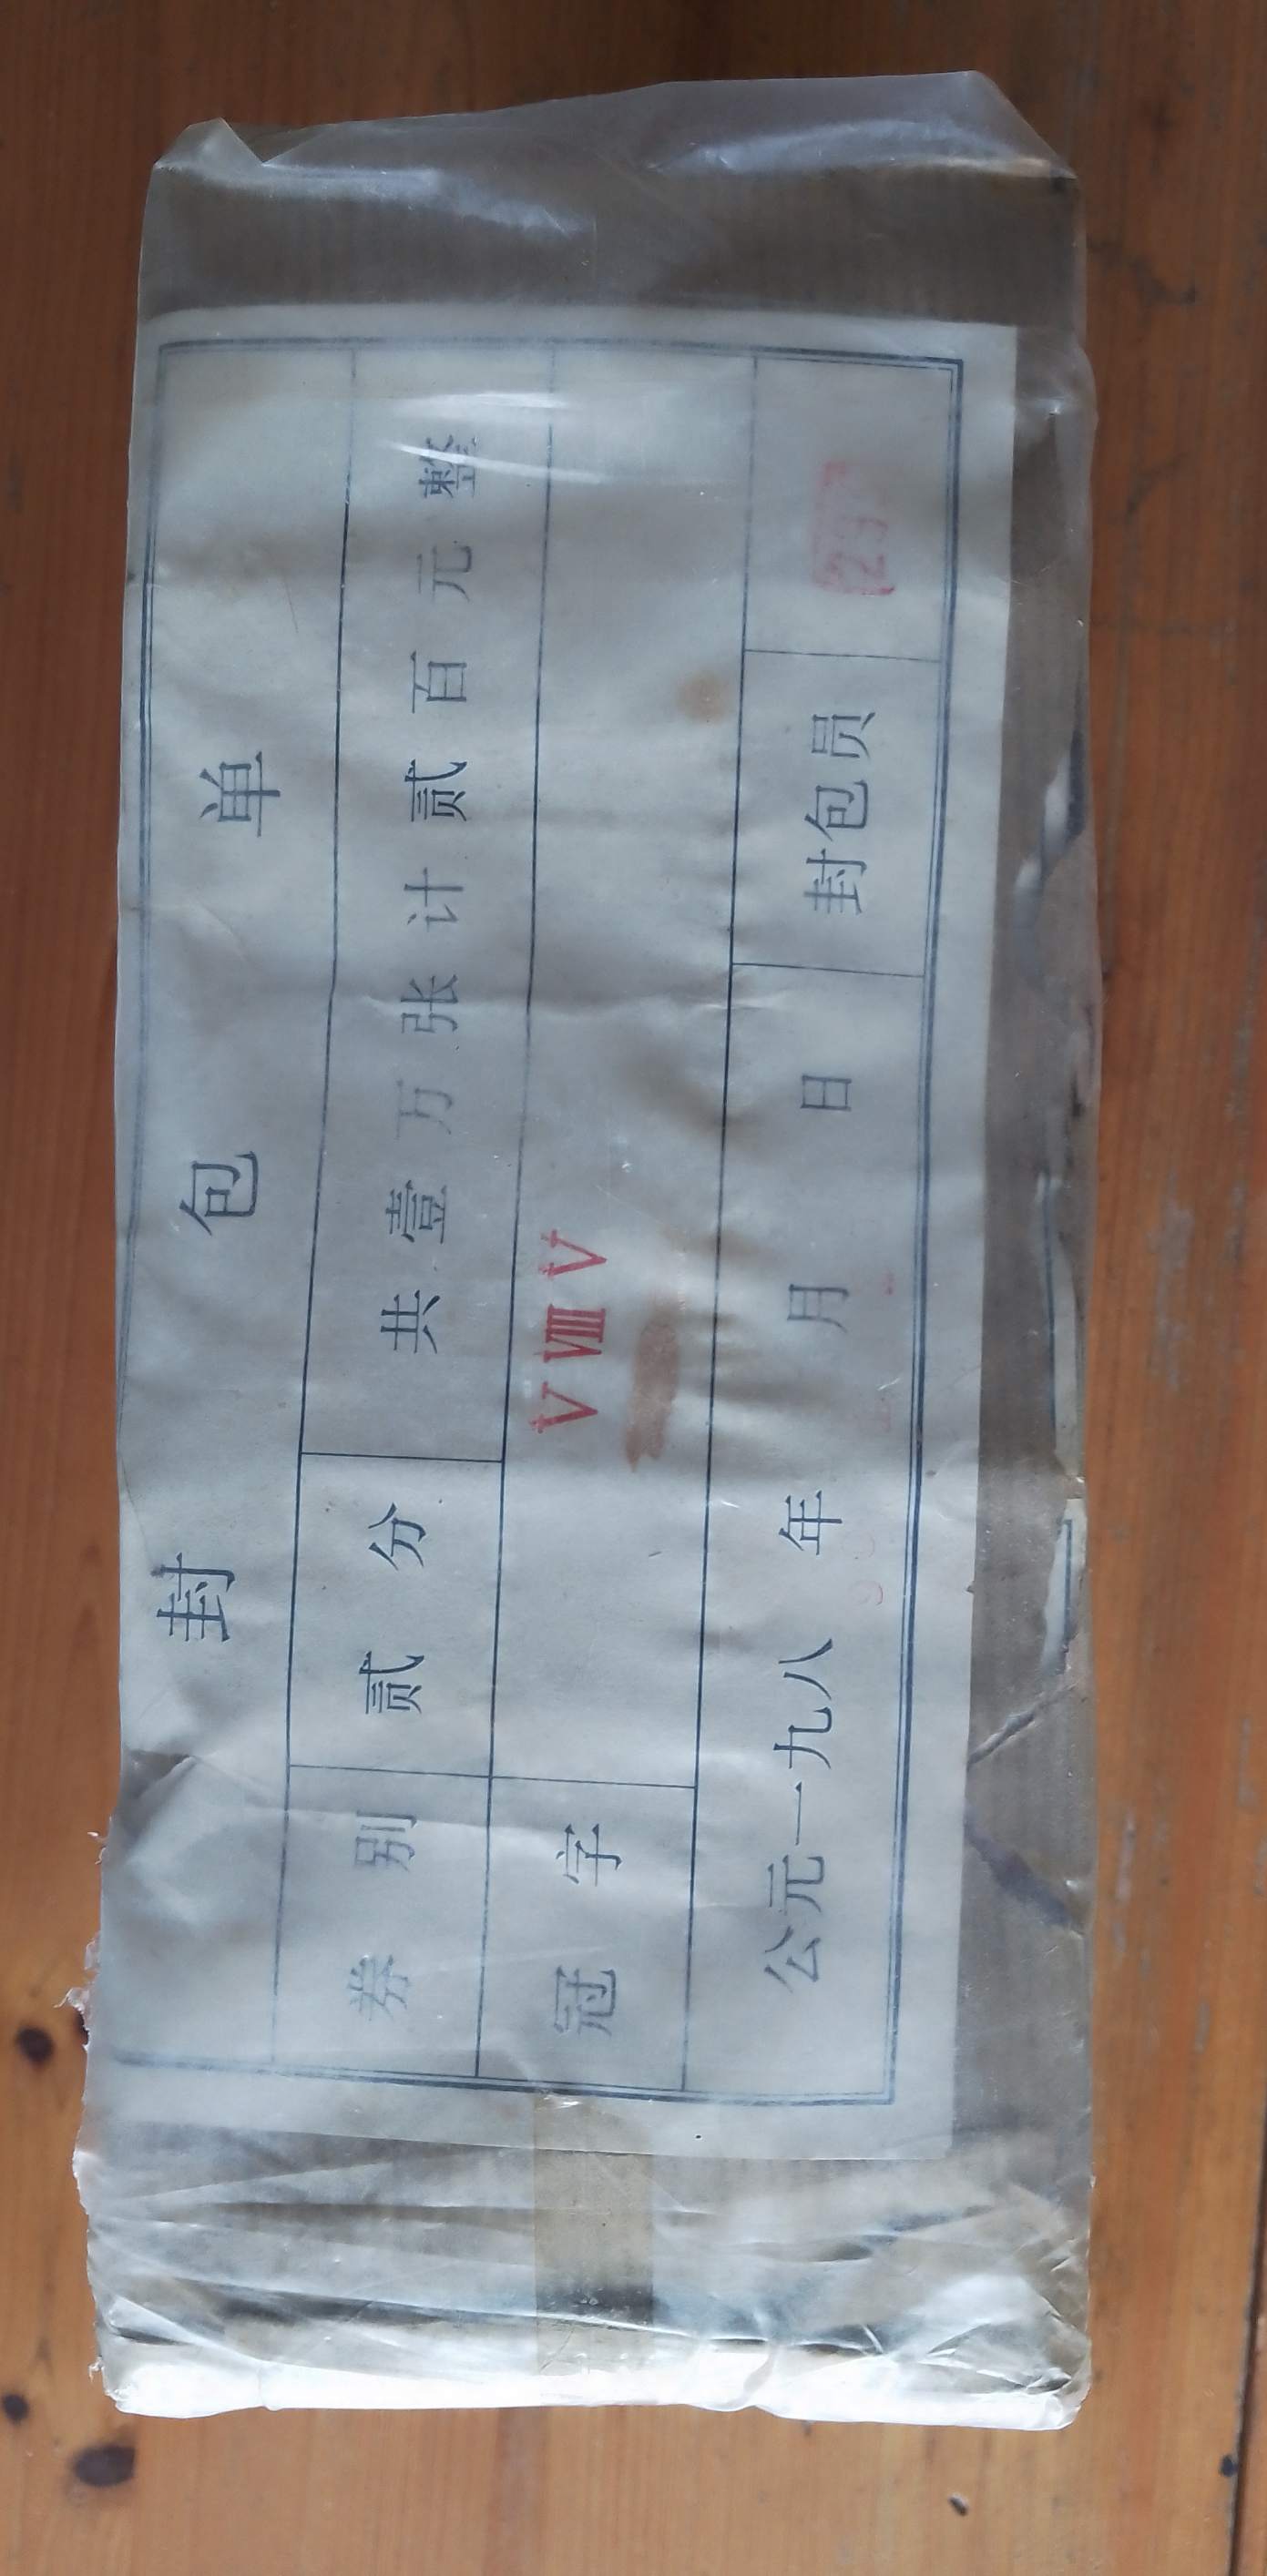 封 包 单
券 别 贰 分 共 壹 万 张 计 贰 百 元 整
冠 字 V Ⅷ V
公元一九八 年 月 日 封包员